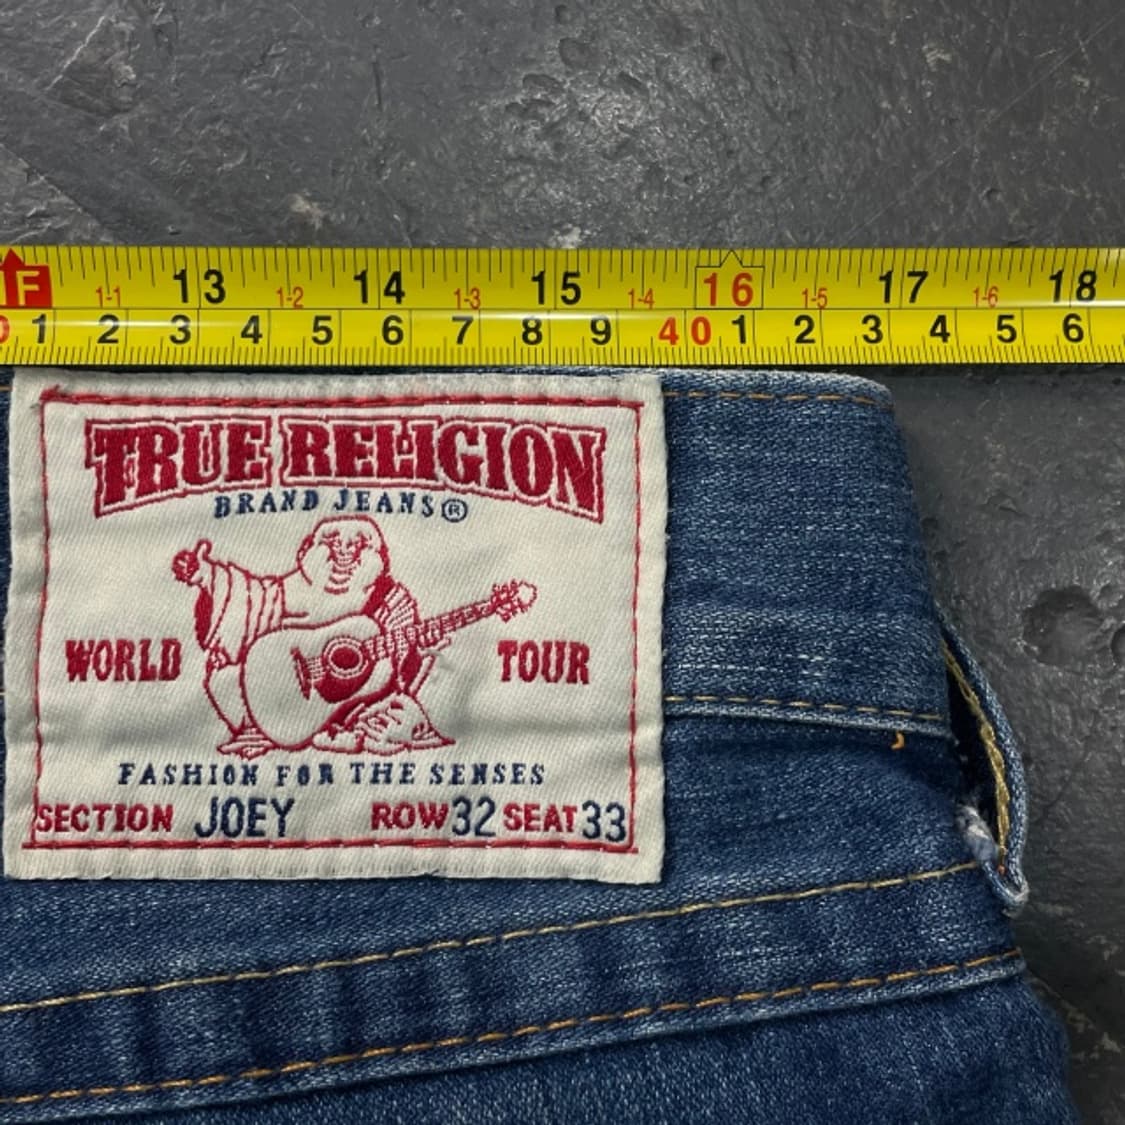 F 1-1 13 1-2 14 1-3 15 1-4 16 1-5 17 1-6 18
0 1 2 3 4 5 6 7 8 9 40 1 2 3 4 5 6
TRUE RELIGION
BRAND JEANS®
WORLD TOUR
FASHION FOR THE SENSES
SECTION JOEY ROW 32 SEAT 33